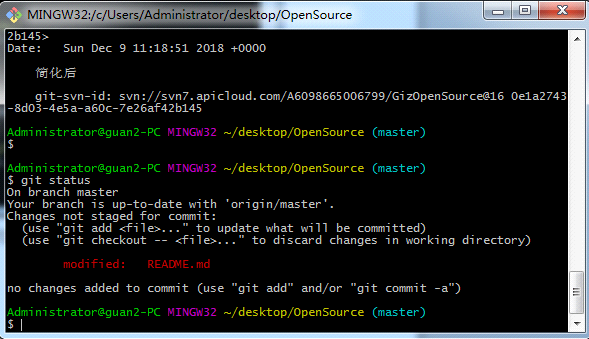 MINGW32:/c/Users/Administrator/desktop/OpenSource
2b145>
Date:   Sun Dec 9 11:18:51 2018 +0000
简化后
git-svn-id: svn://svn7.apicloud.com/A6098665006799/GizOpenSource@16 0e1a2743
-8d03-4e5a-a60c-7e26af42b145
Administrator@guan2-PC MINGW32 ~/desktop/OpenSource (master)
$
Administrator@guan2-PC MINGW32 ~/desktop/OpenSource (master)
$ git status
On branch master
Your branch is up-to-date with 'origin/master'.
Changes not staged for commit:
  (use "git add <file>..." to update what will be committed)
  (use "git checkout -- <file>..." to discard changes in working directory)
        modified:   README.md
no changes added to commit (use "git add" and/or "git commit -a")
Administrator@guan2-PC MINGW32 ~/desktop/OpenSource (master)
$